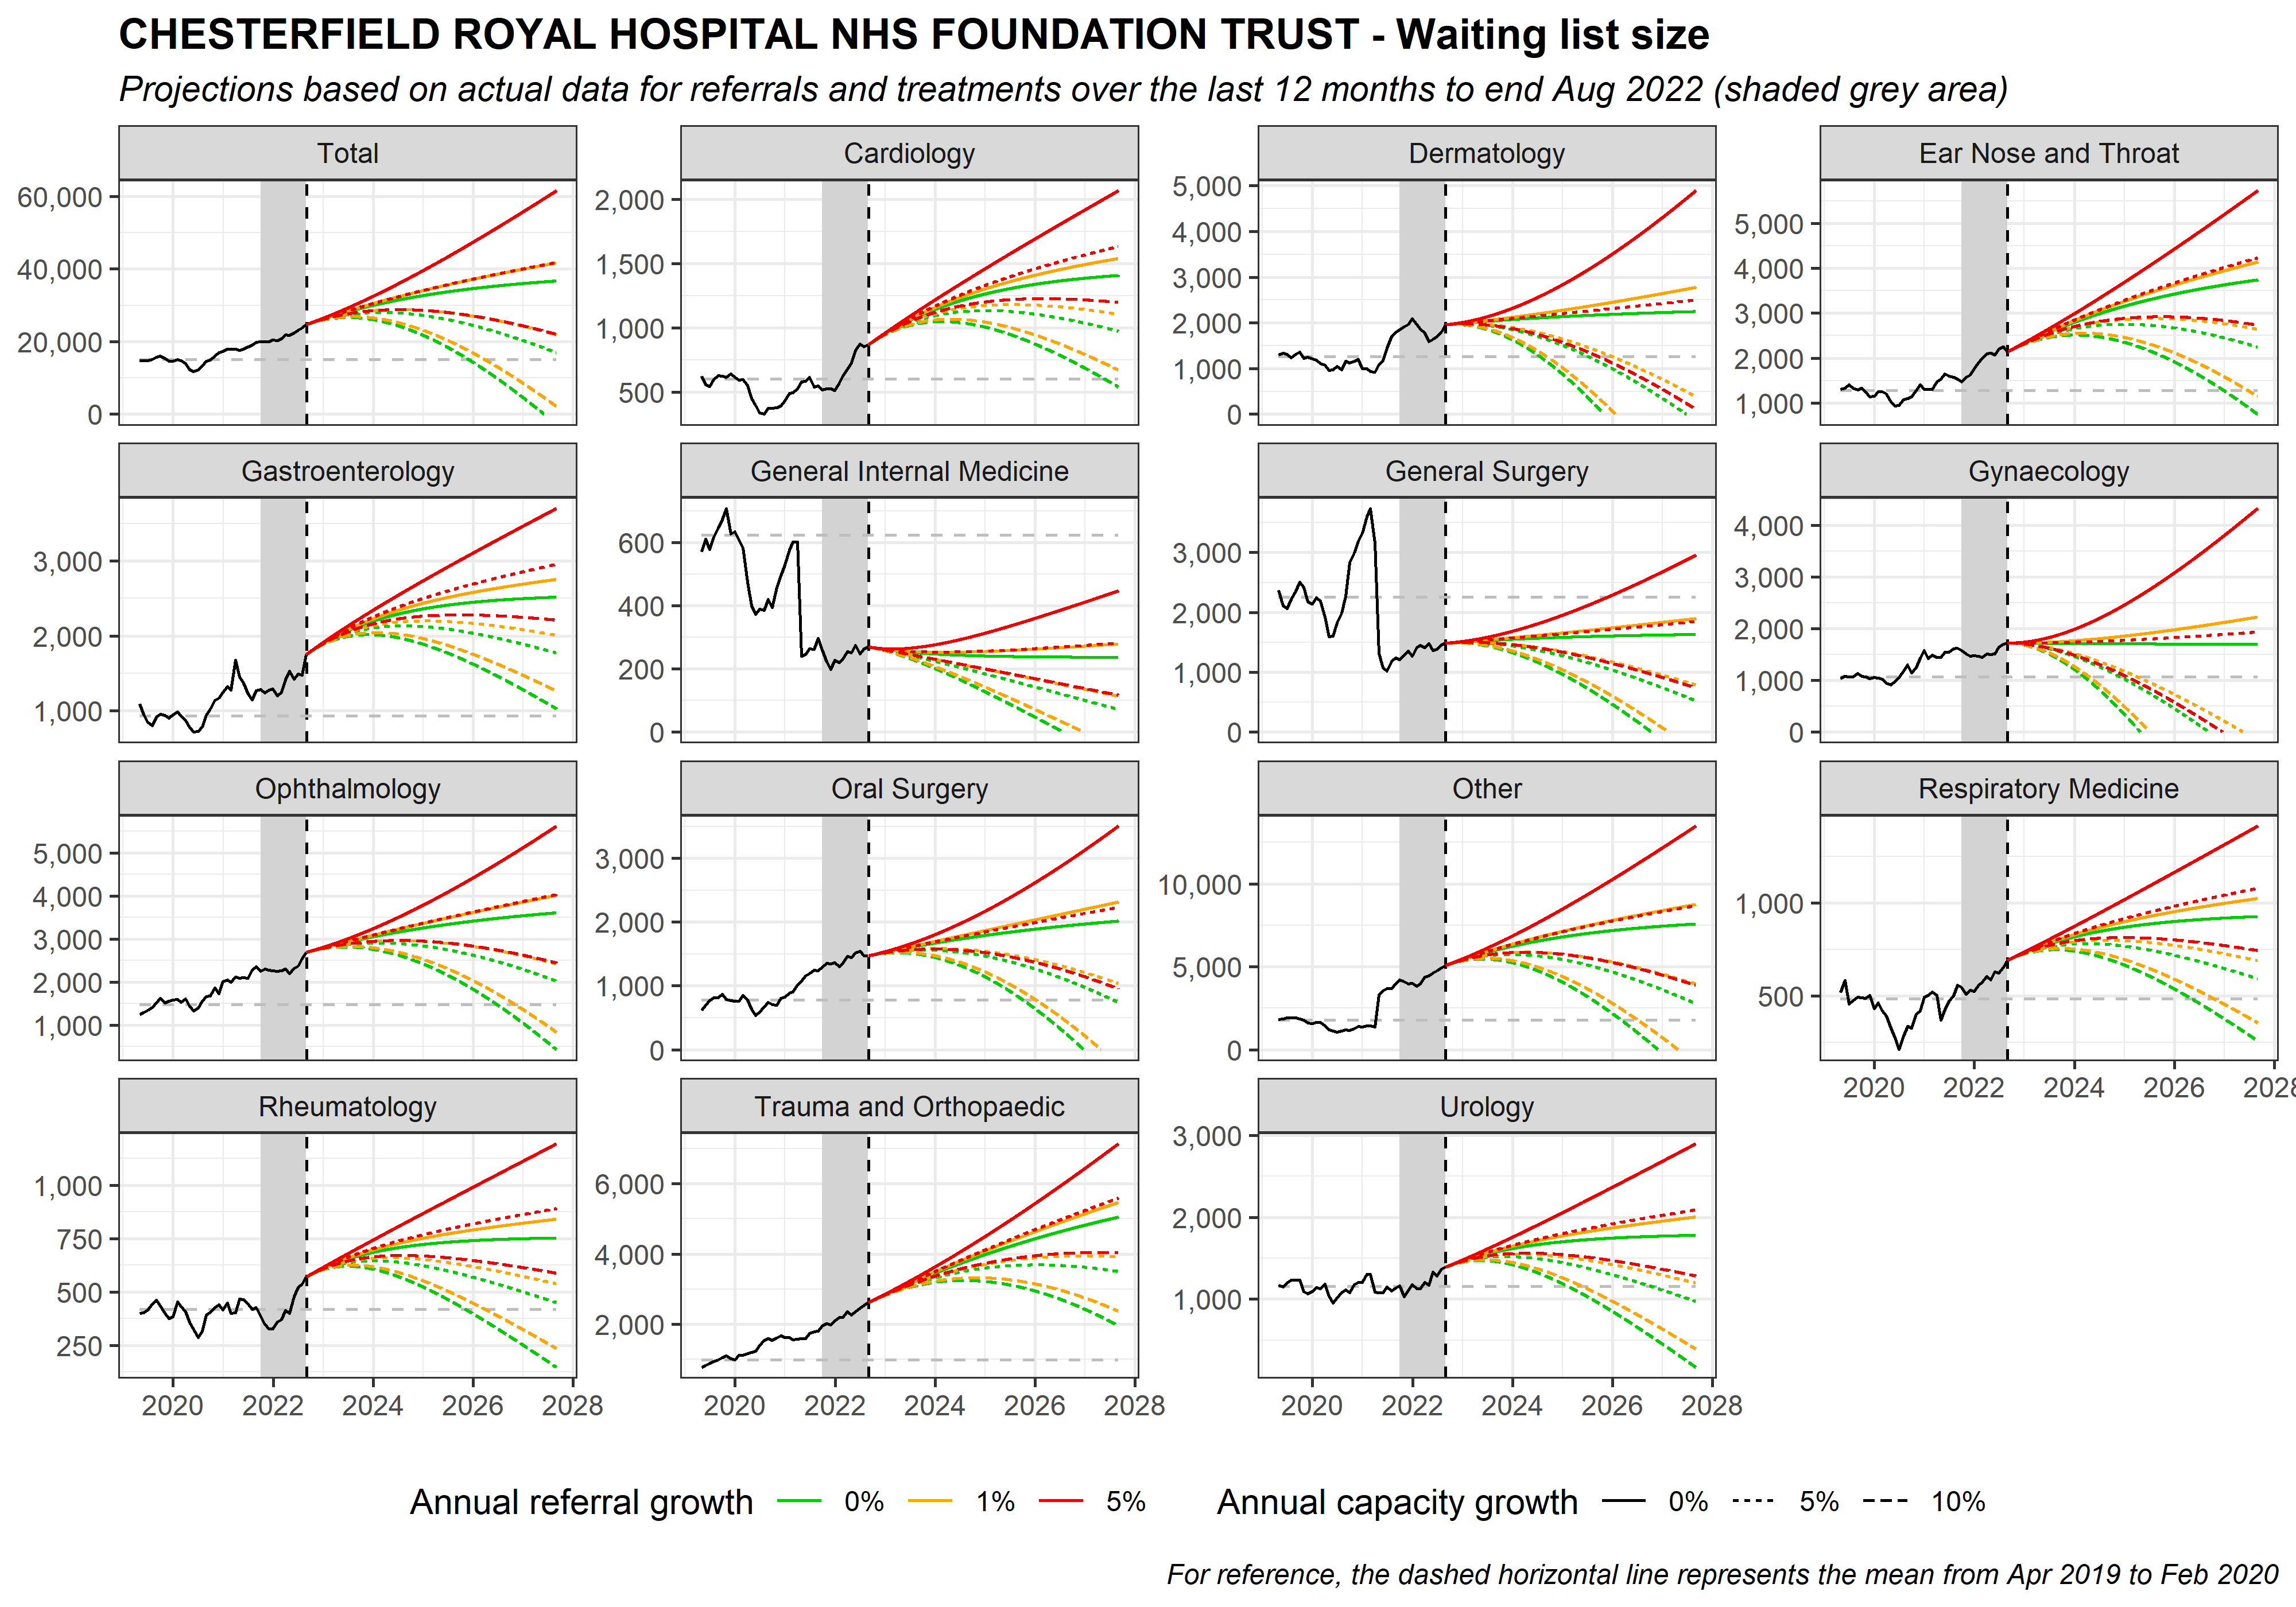 CHESTERFIELD ROYAL HOSPITAL NHS FOUNDATION TRUST - Waiting list size
Projections based on actual data for referrals and treatments over the last 12 months to end Aug 2022 (shaded grey area)
Total
60,000
40,000
20,000
0
Cardiology
2,000
1,500
1,000
500
Dermatology
5,000
4,000
3,000
2,000
1,000
0
Ear Nose and Throat
5,000
4,000
3,000
2,000
1,000
Gastroenterology
3,000
2,000
1,000
General Internal Medicine
600
400
200
0
General Surgery
3,000
2,000
1,000
0
Gynaecology
4,000
3,000
2,000
1,000
0
Ophthalmology
5,000
4,000
3,000
2,000
1,000
Oral Surgery
3,000
2,000
1,000
0
Other
10,000
5,000
0
Respiratory Medicine
1,000
500
2020 2022 2024 2026 2028
Rheumatology
1,000
750
500
250
2020 2022 2024 2026 2028
Trauma and Orthopaedic
6,000
4,000
2,000
2020 2022 2024 2026 2028
Urology
3,000
2,000
1,000
2020 2022 2024 2026 2028
Annual referral growth 0% 1% 5% Annual capacity growth 0% 5% 10%
For reference, the dashed horizontal line represents the mean from Apr 2019 to Feb 2020